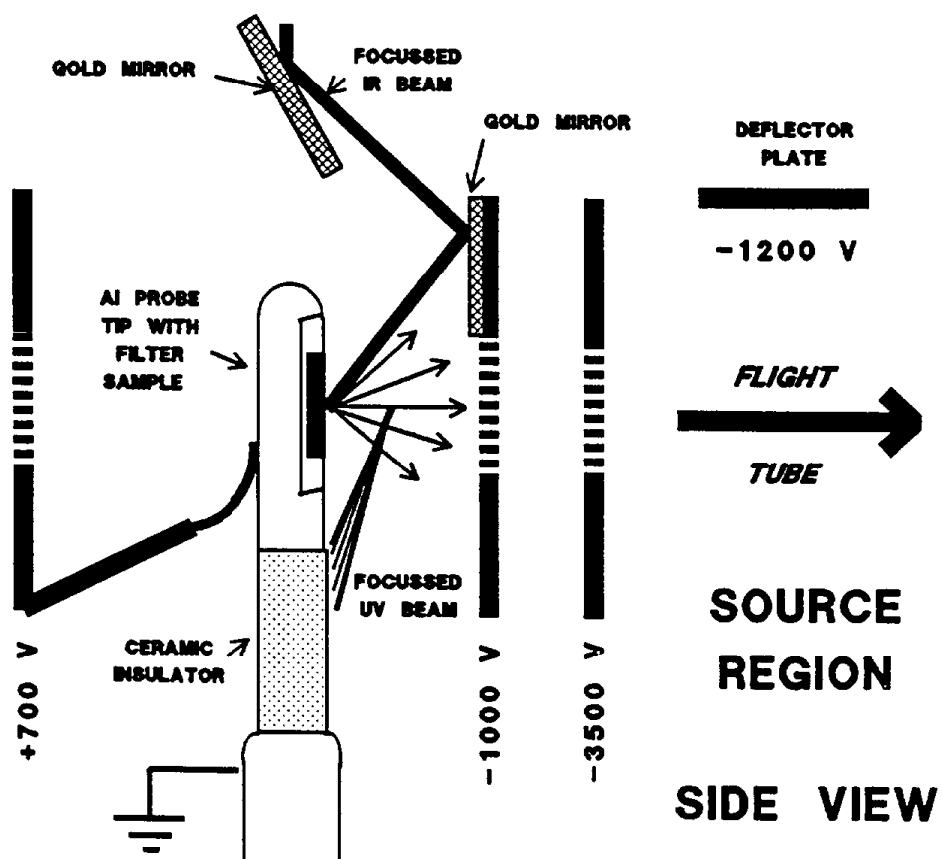 GOLD MIRROR
FOCUSSED
IR BEAM
GOLD MIRROR
DEFLECTOR
PLATE
-1200 V
Al PROBE
TIP WITH
FILTER
SAMPLE
FLIGHT
TUBE
FOCUSSED
UV BEAM
CERAMIC
INSULATOR
+700 V
-1000 V
-3500 V
SOURCE
REGION
SIDE VIEW